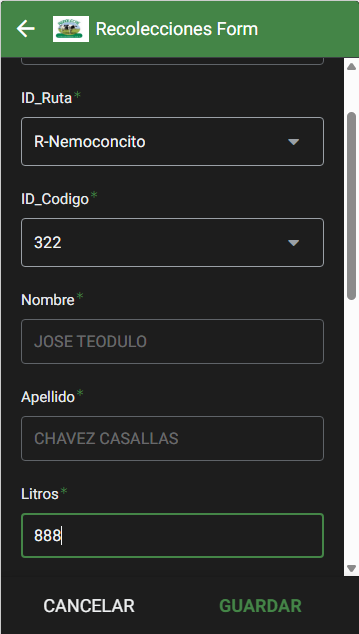 Recolecciones Form
ID_Ruta*
R-Nemoconcito
ID_Codigo*
322
Nombre*
JOSE TEODULO
Apellido*
CHAVEZ CASALLAS
Litros*
888
CANCELAR GUARDAR